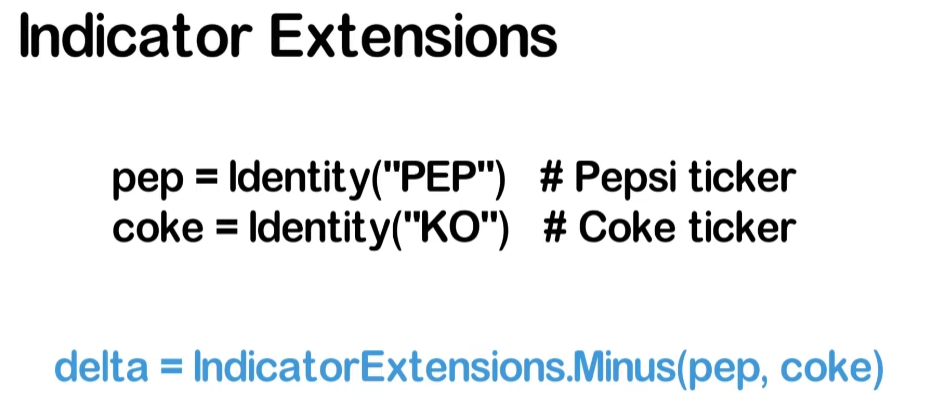 Indicator Extensions
pep = Identity("PEP") # Pepsi ticker
coke = Identity("KO") # Coke ticker
delta = IndicatorExtensions.Minus(pep, coke)